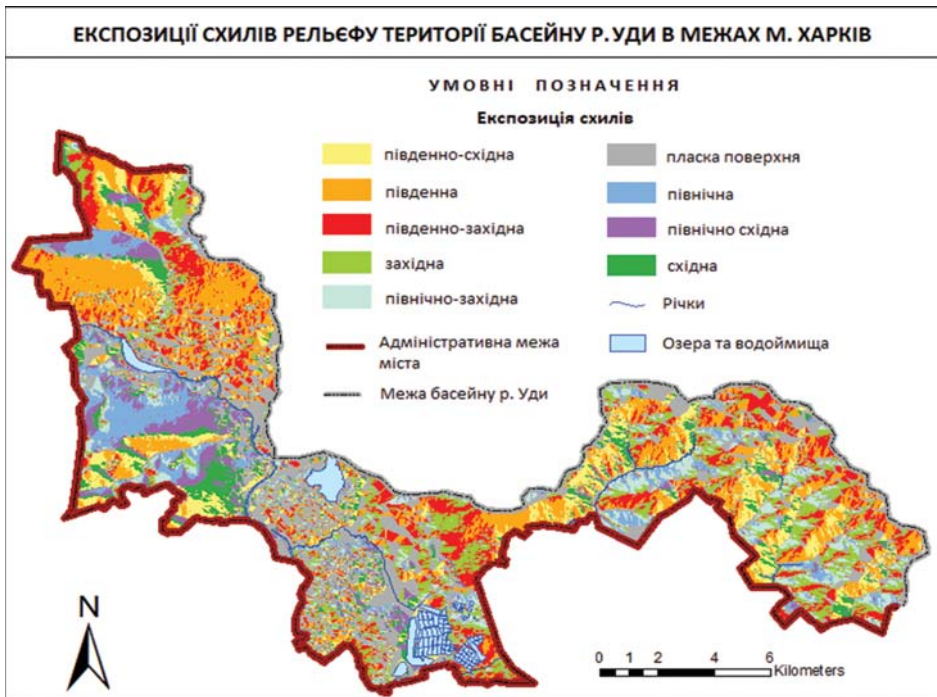 ЕКСПОЗИЦІЇ СХИЛІВ РЕЛЬЄФУ ТЕРИТОРІЇ БАСЕЙНУ Р. УДИ В МЕЖАХ М. ХАРКІВ
УМОВНІ ПОЗНАЧЕННЯ
Експозиція схилів
південно-східна
південна
південно-західна
західна
північно-західна
Адміністративна межа
міста
Межа басейну р. Уди
пласка поверхня
північна
північно східна
східна
Річки
Озера та водоймища
N
0 1 2 4 6
Kilometers